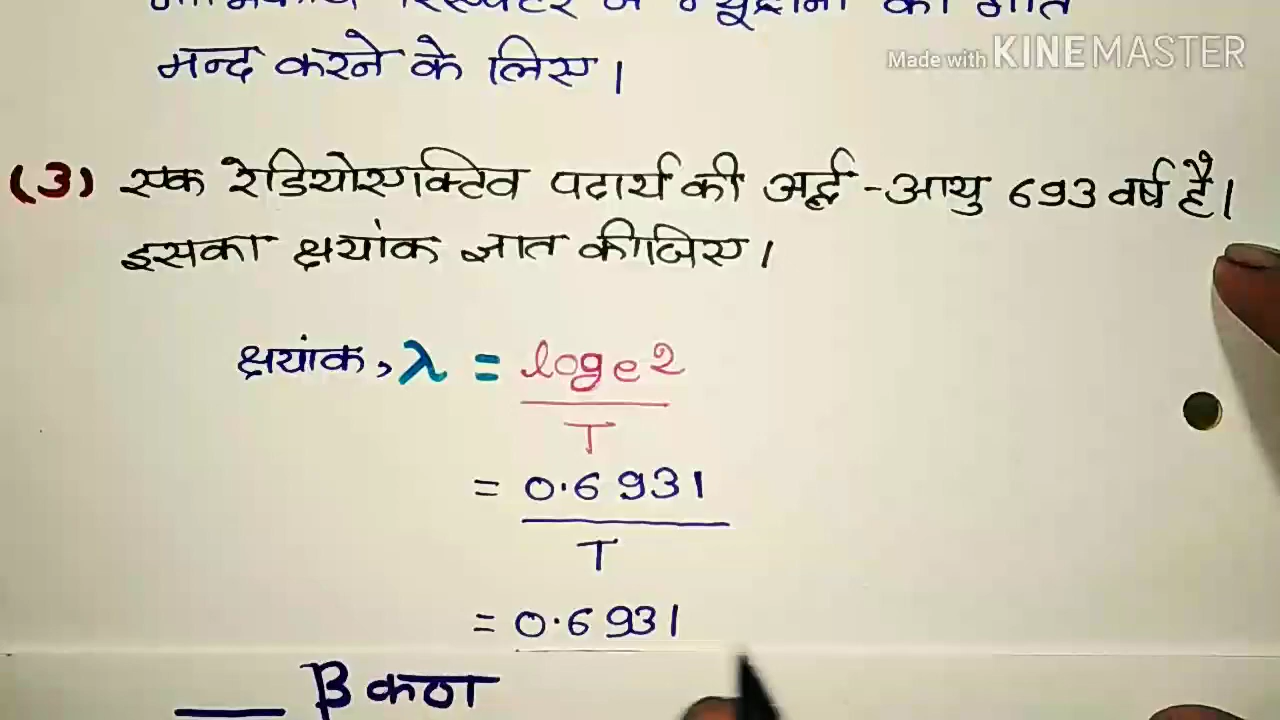 की गति
मन्द करने के लिए।
Made with KINEMASTER
(3) एक रेडियोएक्टिव पदार्थ की अर्द्ध-आयु 693 वर्ष है।
इसका क्षयांक ज्ञात कीजिए।
क्षयांक, λ = loge2
T
= 0.6931
T
= 0.6931
β कण